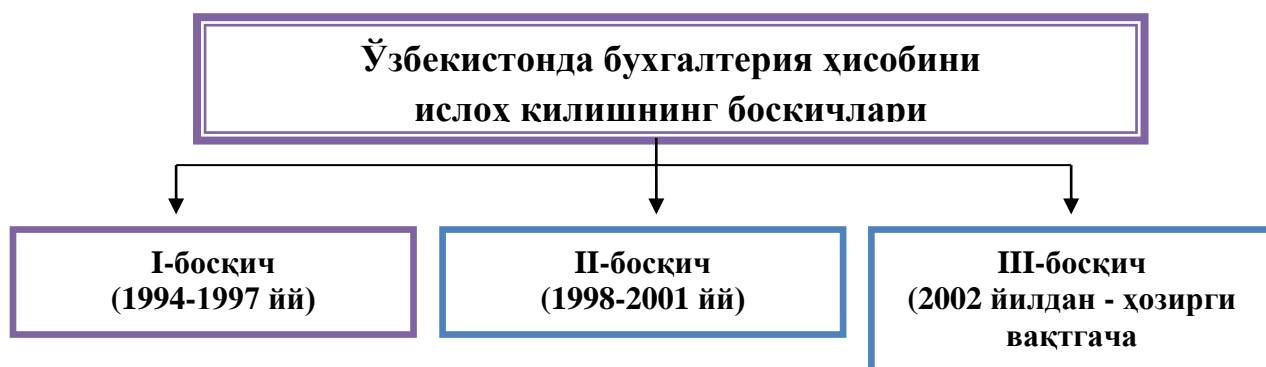 Ўзбекистонда бухгалтерия ҳисобини
ислоҳ қилишнинг босқичлари
I-босқич
(1994-1997 йй)
II-босқич
(1998-2001 йй)
III-босқич
(2002 йилдан - ҳозирги
вақтгача